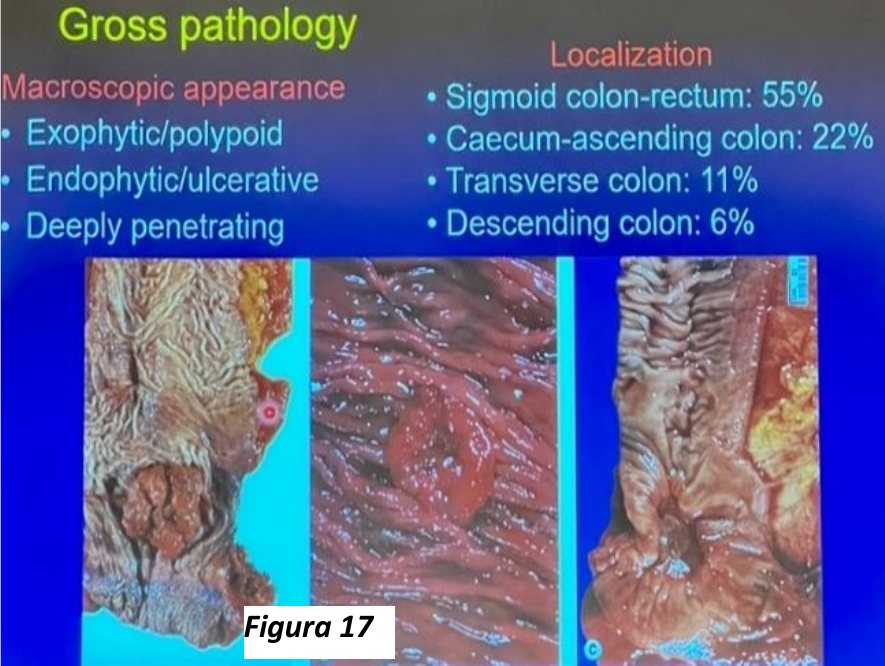 Gross pathology
Macroscopic appearance
• Exophytic/polypoid
• Endophytic/ulcerative
• Deeply penetrating
Localization
• Sigmoid colon-rectum: 55%
• Caecum-ascending colon: 22%
• Transverse colon: 11%
• Descending colon: 6%
C
Figura 17